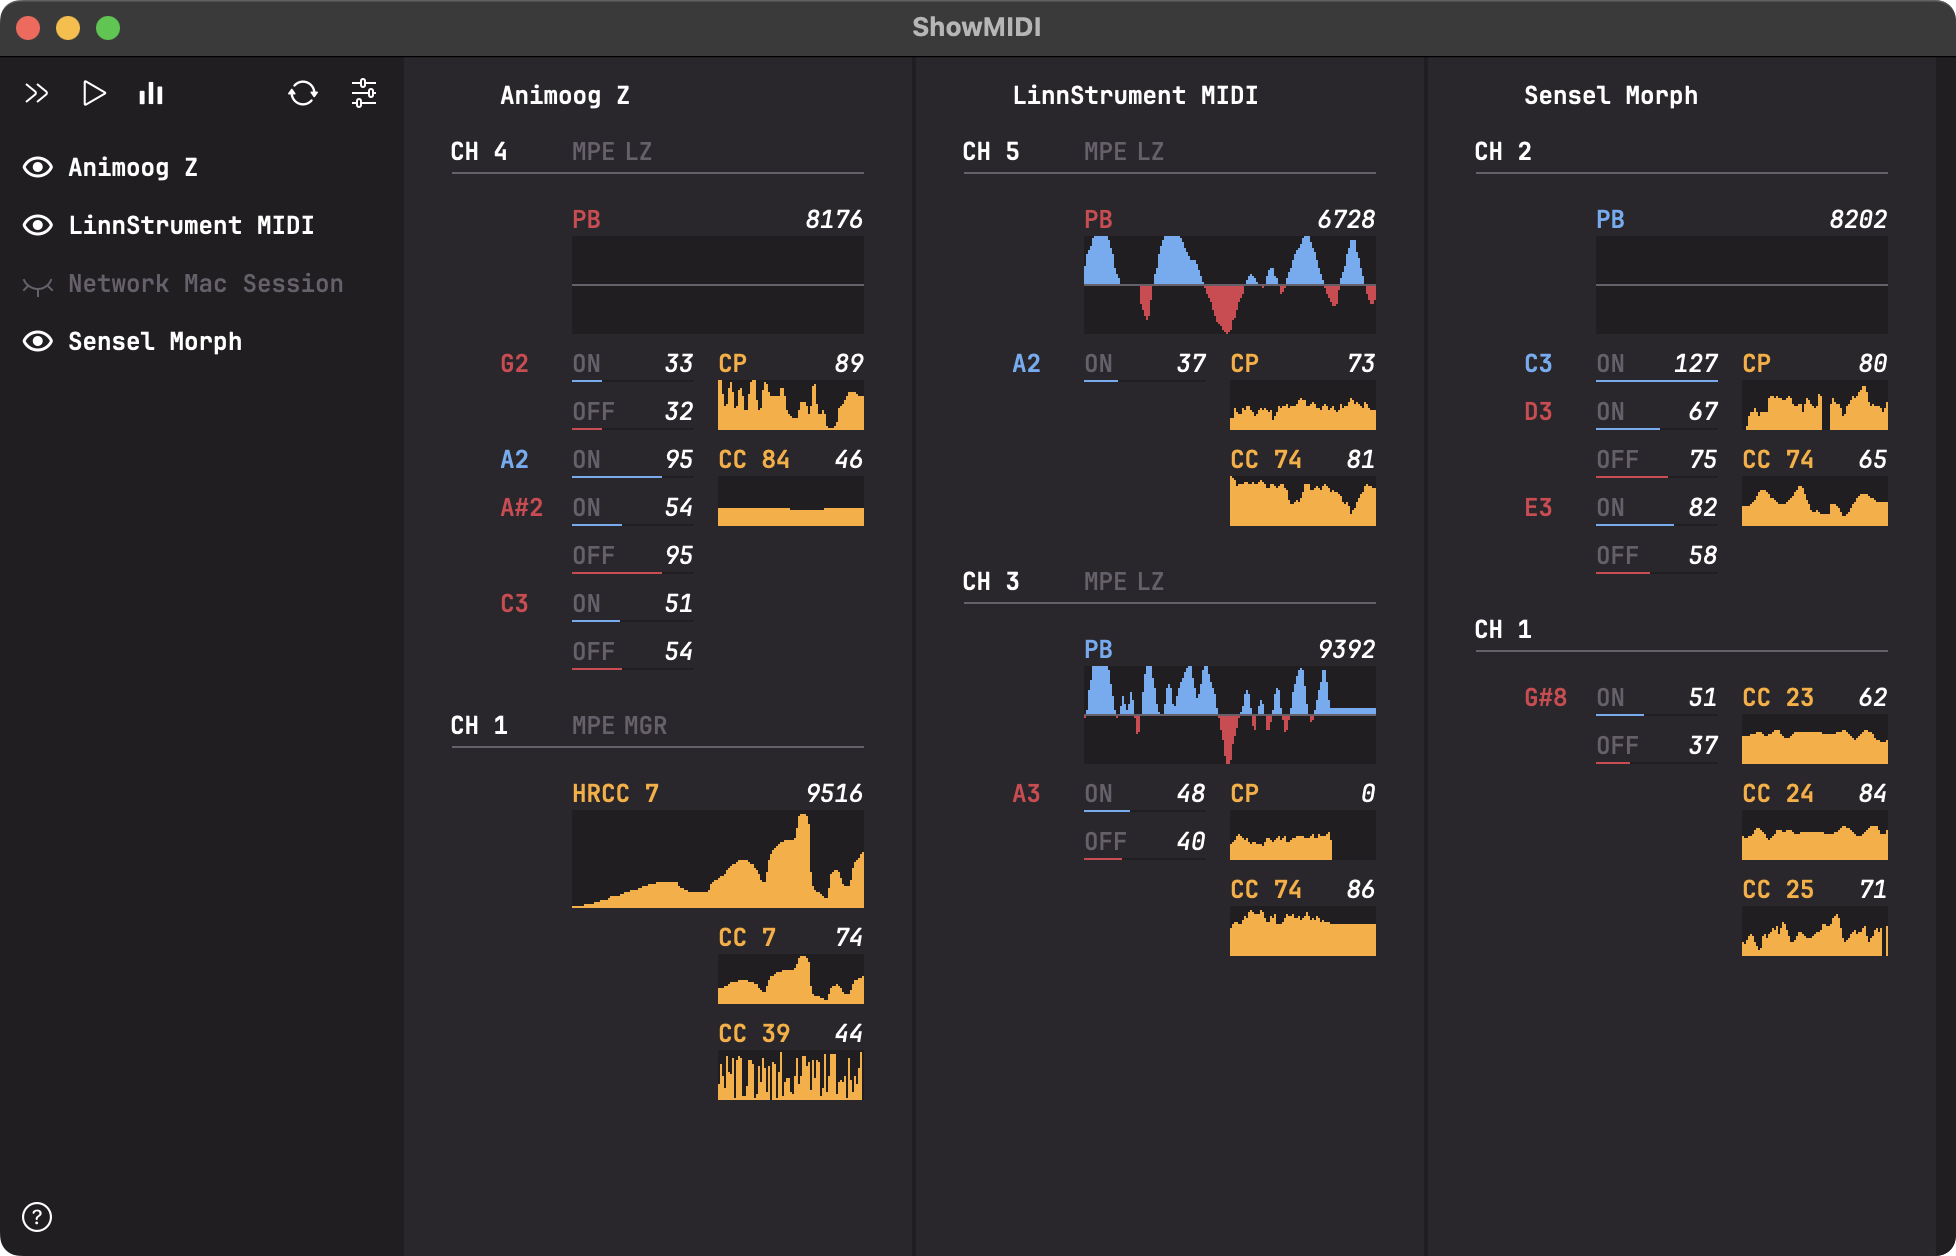 ShowMIDI
Animoog Z
LinnStrument MIDI
Network Mac Session
Sensel Morph
?
Animoog Z
CH 4 MPE LZ
PB 8176
G2 ON 33 CP 89
OFF 32
A2 ON 95 CC 84 46
A#2 ON 54
OFF 95
C3 ON 51
OFF 54
CH 1 MPE MGR
HRCC 7 9516
CC 7 74
CC 39 44
LinnStrument MIDI
CH 5 MPE LZ
PB 6728
A2 ON 37 CP 73
CC 74 81
CH 3 MPE LZ
PB 9392
A3 ON 48 CP 0
OFF 40
CC 74 86
Sensel Morph
CH 2
PB 8202
C3 ON 127 CP 80
D3 ON 67
OFF 75 CC 74 65
E3 ON 82
OFF 58
CH 1
G#8 ON 51 CC 23 62
OFF 37
CC 24 84
CC 25 71